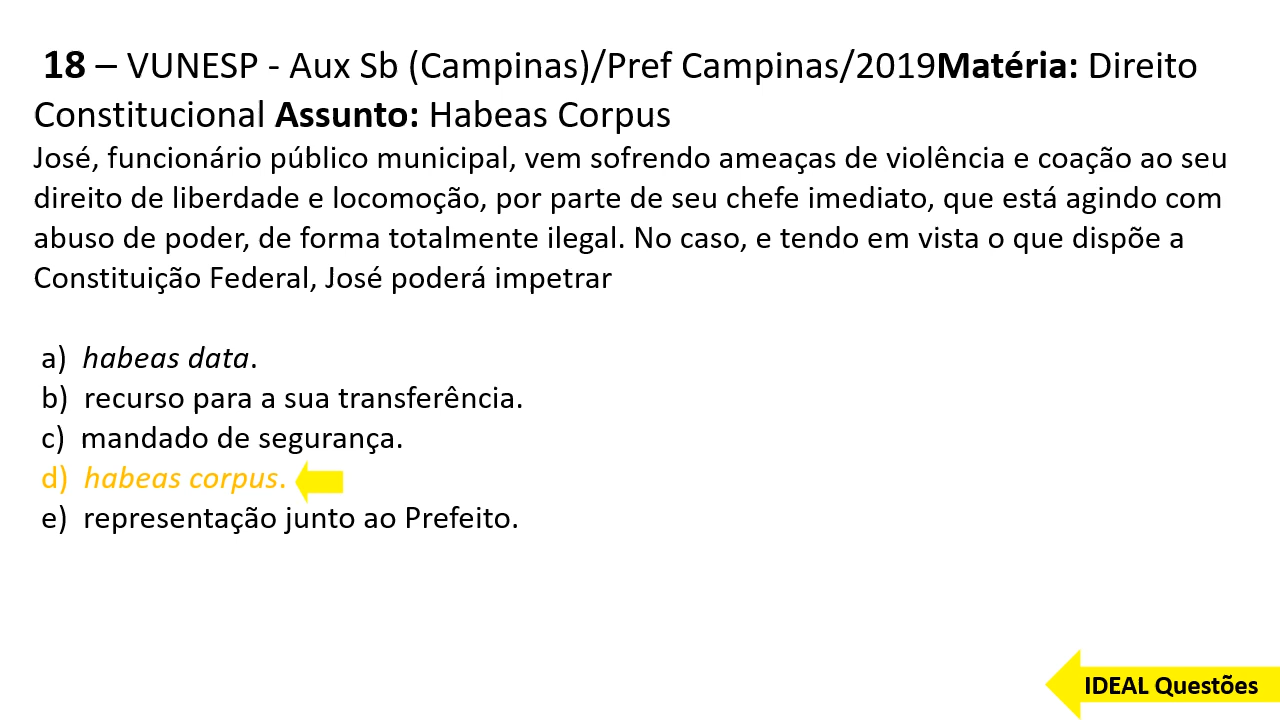 18 – VUNESP - Aux Sb (Campinas)/Pref Campinas/2019Matéria: Direito
Constitucional Assunto: Habeas Corpus
José, funcionário público municipal, vem sofrendo ameaças de violência e coação ao seu
direito de liberdade e locomoção, por parte de seu chefe imediato, que está agindo com
abuso de poder, de forma totalmente ilegal. No caso, e tendo em vista o que dispõe a
Constituição Federal, José poderá impetrar
a) habeas data.
b) recurso para a sua transferência.
c) mandado de segurança.
d) habeas corpus.
e) representação junto ao Prefeito.
IDEAL Questões